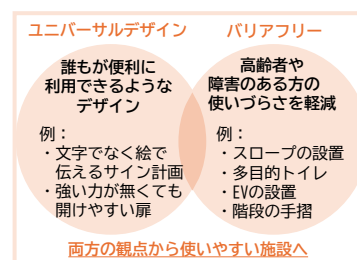 ユニバーサルデザイン
バリアフリー
誰もが便利に
利用できるような
デザイン
例：
・文字でなく絵で
伝えるサイン計画
・強い力が無くても
開けやすい扉
高齢者や
障害のある方の
使いづらさを軽減
例：
・スロープの設置
・多目的トイレ
・EVの設置
・階段の手摺
両方の観点から使いやすい施設へ